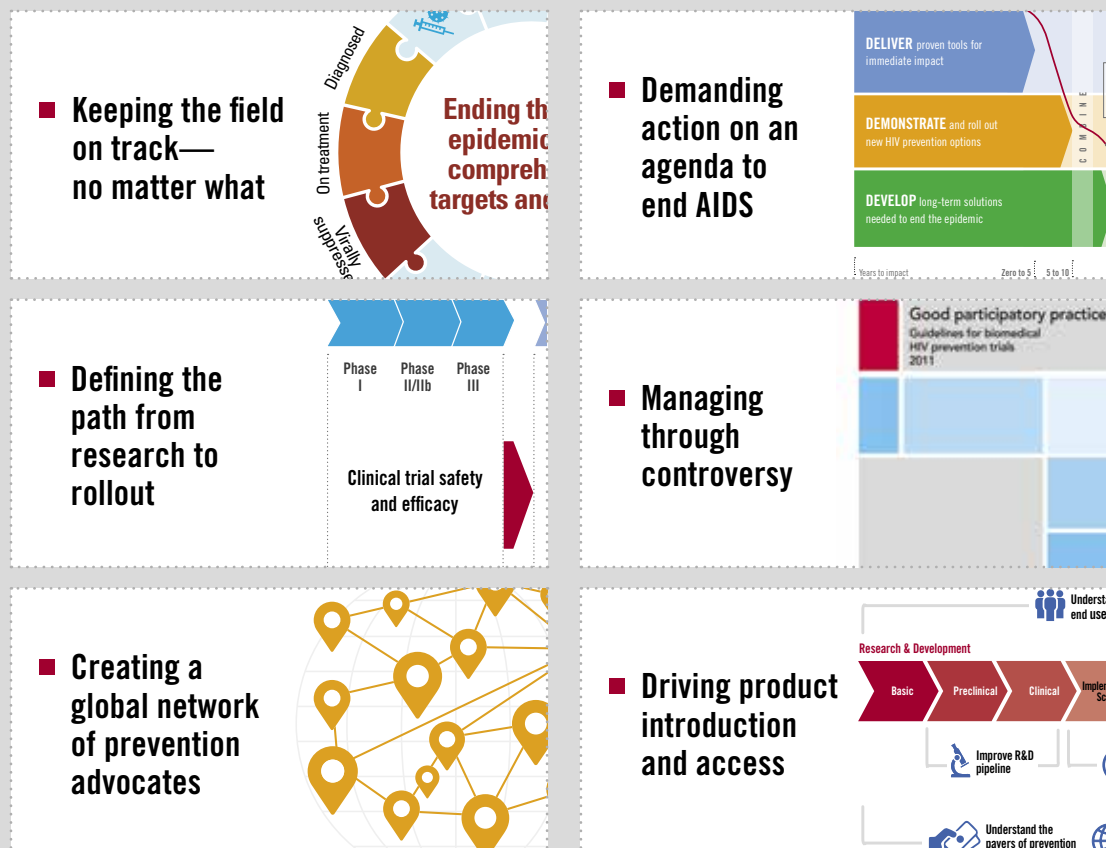 Keeping the field
on track—
no matter what
Diagnosed
On treatment
Virally
suppresse
Ending th
epidemic
compreh
targets and
Demanding
action on an
agenda to
end AIDS
DELIVER proven tools for
immediate impact
DEMONSTRATE and roll out
new HIV prevention options
DEVELOP long-term solutions
needed to end the epidemic
COMBINE
Years to impact
Zero to 5
5 to 10
Defining the
path from
research to
rollout
Phase
I
Phase
II/IIb
Phase
III
Clinical trial safety
and efficacy
Managing
through
controversy
Good participatory practice
Guidelines for biomedical
HIV prevention trials
2011
Creating a
global network
of prevention
advocates
Driving product
introduction
and access
Underst
end use
Research & Development
Basic
Preclinical
Clinical
Implem
Sc
Improve R&D
pipeline
Understand the
payers of prevention